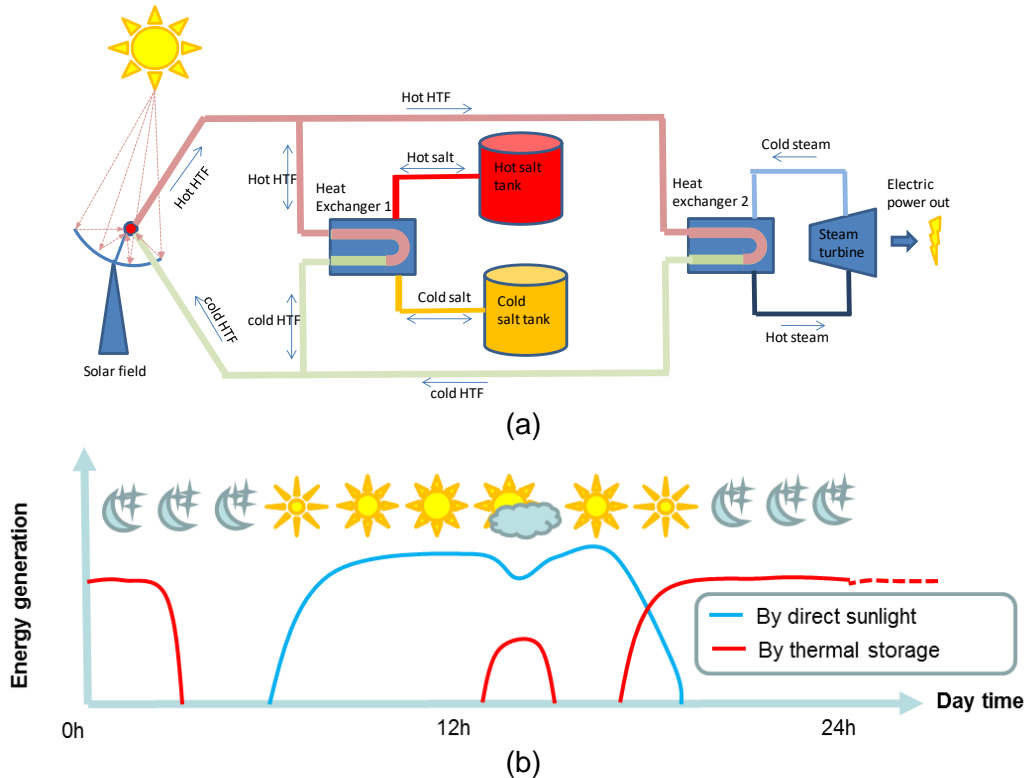 Hot HTF
Hot HTF
Hot HTF
Heat
Exchanger 1
Hot salt
Hot salt
tank
Heat
exchanger 2
Cold steam
Electric
power out
Steam
turbine
Cold salt
Cold
salt tank
cold HTF
cold HTF
Hot steam
Solar field
cold HTF
(a)
Energy generation
By direct sunlight
By thermal storage
Day time
0h
12h
24h
(b)